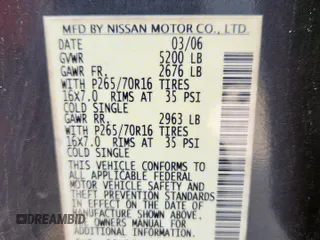 MFD BY NISSAN MOTOR CO., LTD.
DATE 03/06
GVWR 5200 LB
GAWR FR. 2676 LB
WITH P265/70R16 TIRES
16X7.0 RIMS AT 35 PSI
COLD SINGLE
GAWR RR. 2963 LB
WITH P265/70R16 TIRES
16X7.0 RIMS AT 35 PSI
COLD SINGLE
THIS VEHICLE CONFORMS TO
ALL APPLICABLE FEDERAL
MOTOR VEHICLE SAFETY AND
THEFT PREVENTION STANDARDS
IN EFFECT ON THE DATE OF
MANUFACTURE SHOWN ABOVE.
SEE OWNERS MANUAL FOR
ADDITIONAL INFORMATION.
DREAMBID